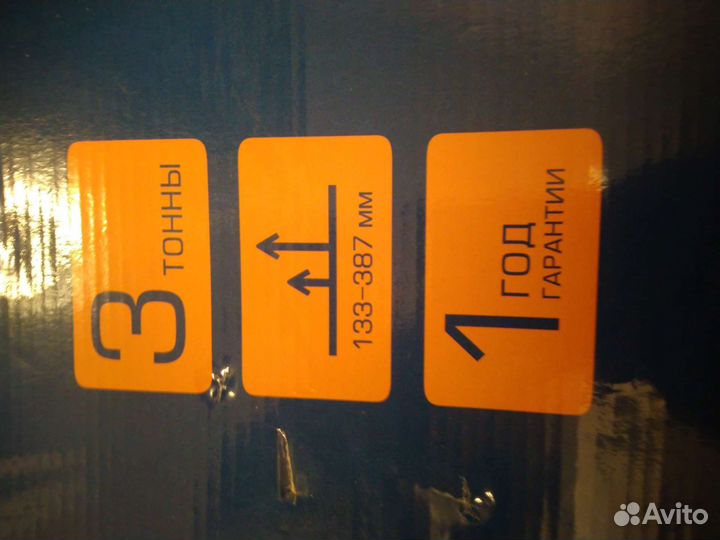 3
ТОННЫ
133-387 мм
1
ГОД
ГАРАНТИИ
Avito